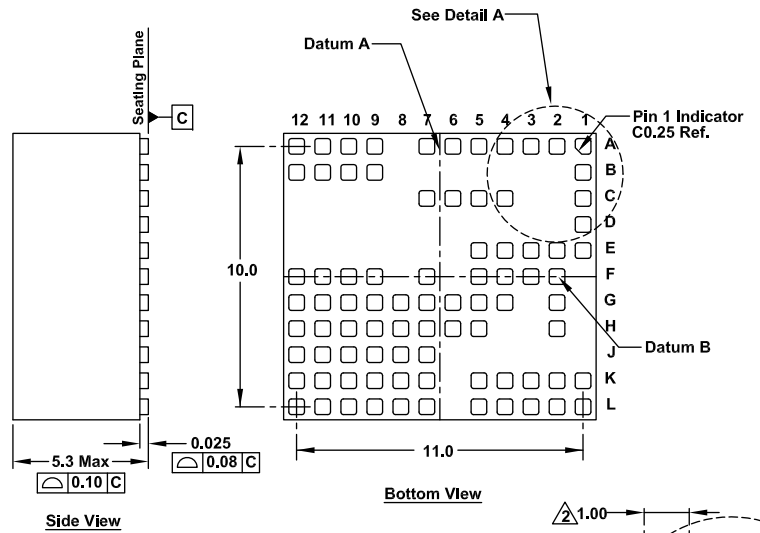 See Detail A
Datum A
Seating Plane
C
12 11 10 9 8 7 6 5 4 3 2 1
Pin 1 Indicator
C0.25 Ref.
A
B
C
D
E
F
G
H
J
K
L
10.0
Datum B
0.025
0.08 C
5.3 Max
0.10 C
11.0
Bottom View
Side View
2 1.00